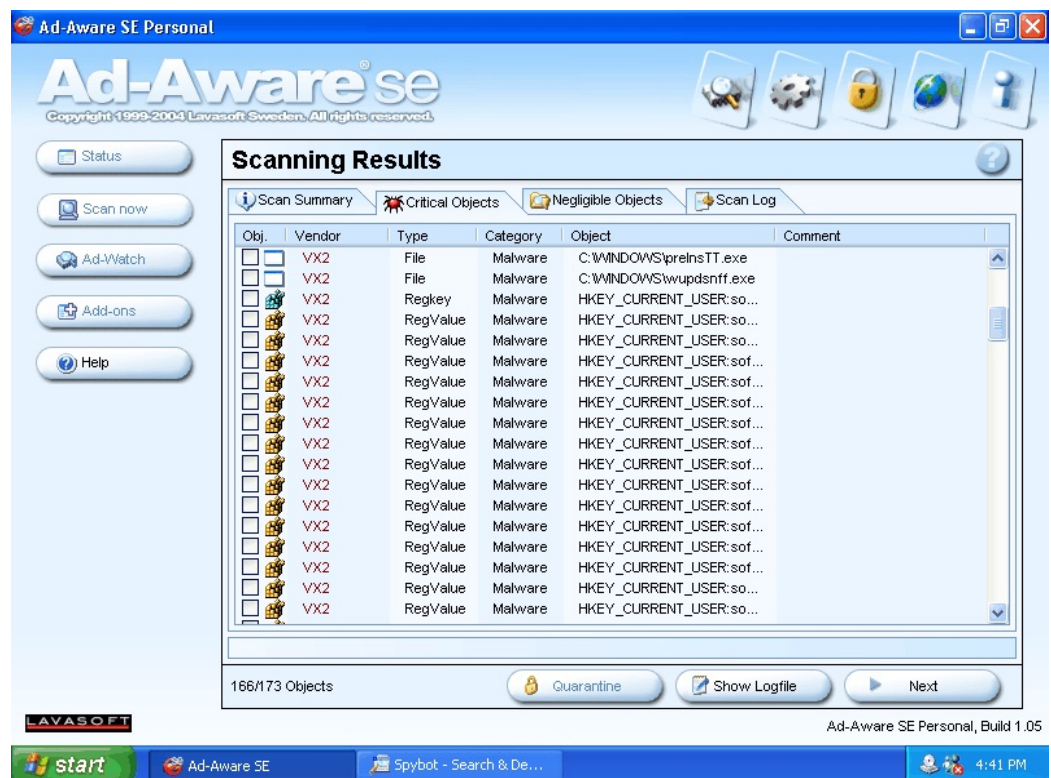 Ad-Aware SE Personal
Ad-Aware® se
Copyright 1999-2004 Lavasoft Sweden. All rights reserved.
Status
Scan now
Ad-Watch
Add-ons
Help
Scanning Results
Scan Summary
Critical Objects
Negligible Objects
Scan Log
Obj. Vendor Type Category Object Comment
VX2 File Malware C:\WINDOWS\preInsTT.exe
VX2 File Malware C:\WINDOWS\wupdsnff.exe
VX2 Regkey Malware HKEY_CURRENT_USER:so...
VX2 RegValue Malware HKEY_CURRENT_USER:so...
VX2 RegValue Malware HKEY_CURRENT_USER:so...
VX2 RegValue Malware HKEY_CURRENT_USER:sof...
VX2 RegValue Malware HKEY_CURRENT_USER:sof...
VX2 RegValue Malware HKEY_CURRENT_USER:sof...
VX2 RegValue Malware HKEY_CURRENT_USER:sof...
VX2 RegValue Malware HKEY_CURRENT_USER:sof...
VX2 RegValue Malware HKEY_CURRENT_USER:sof...
VX2 RegValue Malware HKEY_CURRENT_USER:sof...
VX2 RegValue Malware HKEY_CURRENT_USER:sof...
VX2 RegValue Malware HKEY_CURRENT_USER:sof...
VX2 RegValue Malware HKEY_CURRENT_USER:sof...
VX2 RegValue Malware HKEY_CURRENT_USER:sof...
VX2 RegValue Malware HKEY_CURRENT_USER:sof...
VX2 RegValue Malware HKEY_CURRENT_USER:so...
166/173 Objects
Quarantine
Show Logfile
Next
LAVASOFT
Ad-Aware SE Personal, Build 1.05
start
Ad-Aware SE
Spybot - Search & De...
4:41 PM